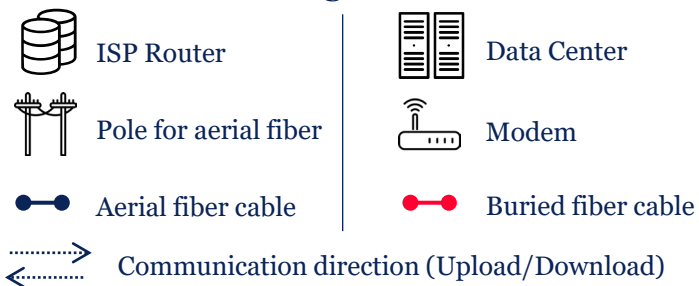 ISP Router
Data Center
Pole for aerial fiber
Modem
Aerial fiber cable
Buried fiber cable
Communication direction (Upload/Download)